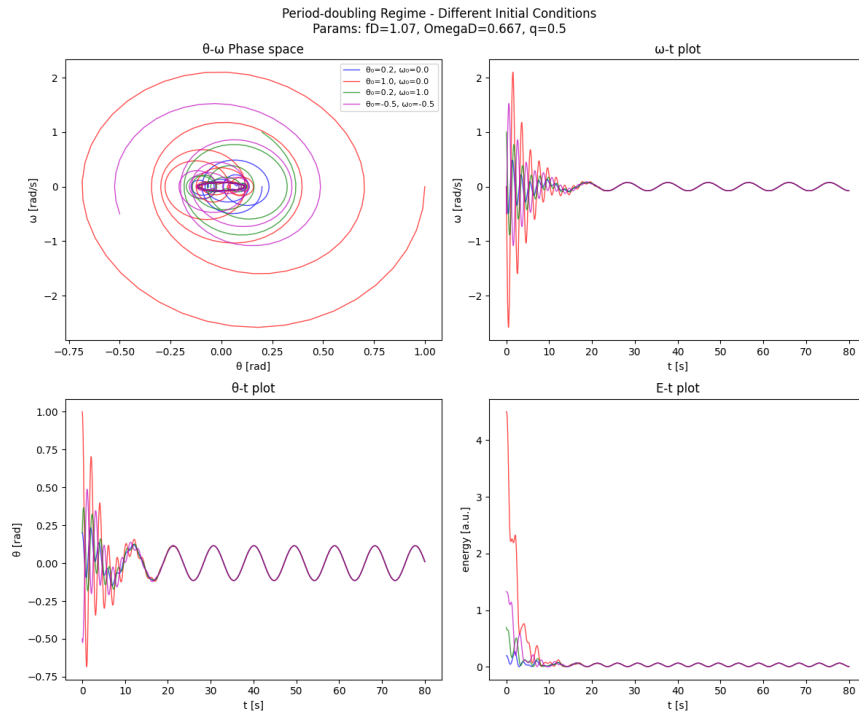 Period-doubling Regime - Different Initial Conditions
Params: fD=1.07, OmegaD=0.667, q=0.5
θ-ω Phase space
2
1
0
-1
-2
ω [rad/s]
-0.75 -0.50 -0.25 0.00 0.25 0.50 0.75 1.00
θ [rad]
θ₀=0.2, ω₀=0.0
θ₀=1.0, ω₀=0.0
θ₀=0.2, ω₀=1.0
θ₀=-0.5, ω₀=-0.5
ω-t plot
2
1
0
-1
-2
ω [rad/s]
0 10 20 30 40 50 60 70 80
t [s]
θ-t plot
1.00
0.75
0.50
0.25
0.00
-0.25
-0.50
-0.75
θ [rad]
0 10 20 30 40 50 60 70 80
t [s]
E-t plot
4
3
2
1
0
energy [a.u.]
0 10 20 30 40 50 60 70 80
t [s]